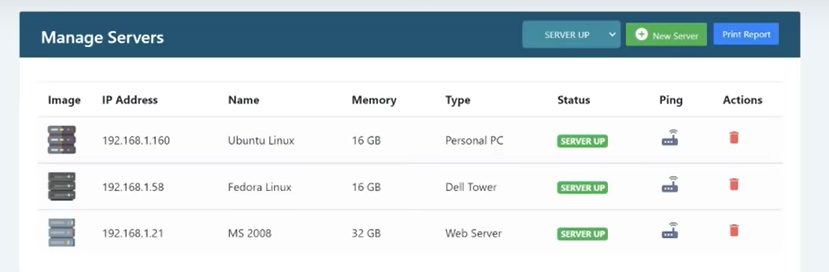 Manage Servers SERVER UP New Server Print Report
Image IP Address Name Memory Type Status Ping Actions
192.168.1.160 Ubuntu Linux 16 GB Personal PC SERVER UP
192.168.1.58 Fedora Linux 16 GB Dell Tower SERVER UP
192.168.1.21 MS 2008 32 GB Web Server SERVER UP